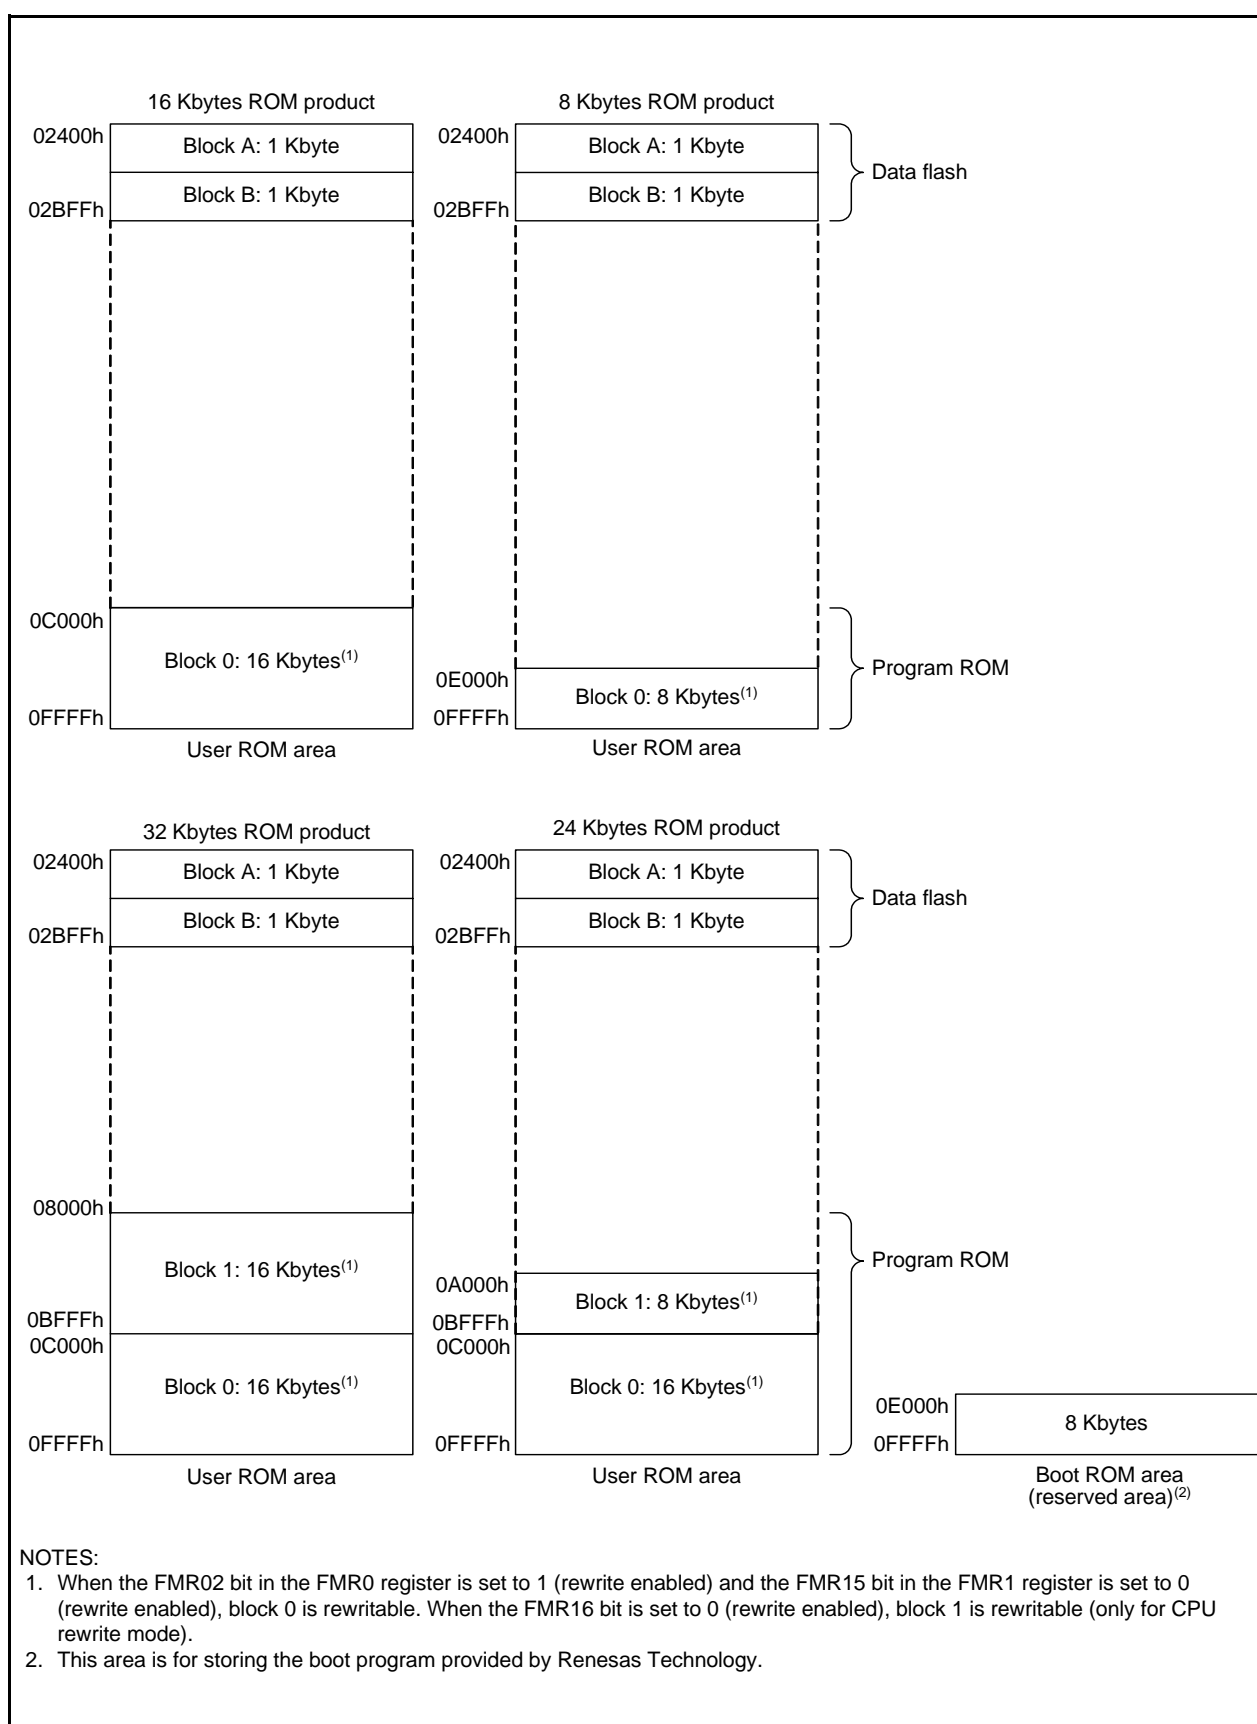 16 Kbytes ROM product
8 Kbytes ROM product
02400h
Block A: 1 Kbyte
02400h
Block A: 1 Kbyte
Data flash
02BFFh
Block B: 1 Kbyte
02BFFh
Block B: 1 Kbyte
0C000h
Block 0: 16 Kbytes(1)
0E000h
Block 0: 8 Kbytes(1)
Program ROM
0FFFFh
0FFFFh
User ROM area
User ROM area
32 Kbytes ROM product
24 Kbytes ROM product
02400h
Block A: 1 Kbyte
02400h
Block A: 1 Kbyte
Data flash
02BFFh
Block B: 1 Kbyte
02BFFh
Block B: 1 Kbyte
08000h
Block 1: 16 Kbytes(1)
0A000h
Block 1: 8 Kbytes(1)
Program ROM
0BFFFh
0BFFFh
0C000h
0C000h
Block 0: 16 Kbytes(1)
Block 0: 16 Kbytes(1)
0E000h
8 Kbytes
0FFFFh
0FFFFh
0FFFFh
User ROM area
User ROM area
Boot ROM area
(reserved area)(2)
NOTES:
1. When the FMR02 bit in the FMR0 register is set to 1 (rewrite enabled) and the FMR15 bit in the FMR1 register is set to 0
(rewrite enabled), block 0 is rewritable. When the FMR16 bit is set to 0 (rewrite enabled), block 1 is rewritable (only for CPU
rewrite mode).
2. This area is for storing the boot program provided by Renesas Technology.